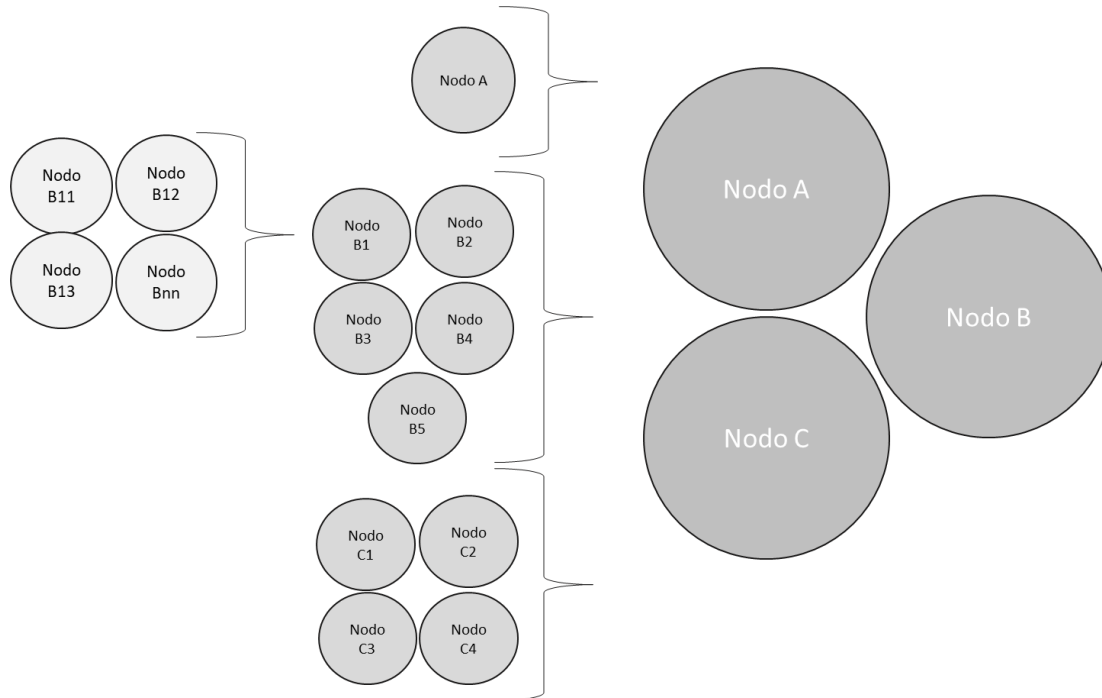 Nodo
B11
Nodo
B12
Nodo
B13
Nodo
Bnn
Nodo A
Nodo
B1
Nodo
B2
Nodo
B3
Nodo
B4
Nodo
B5
Nodo
C1
Nodo
C2
Nodo
C3
Nodo
C4
Nodo A
Nodo B
Nodo C